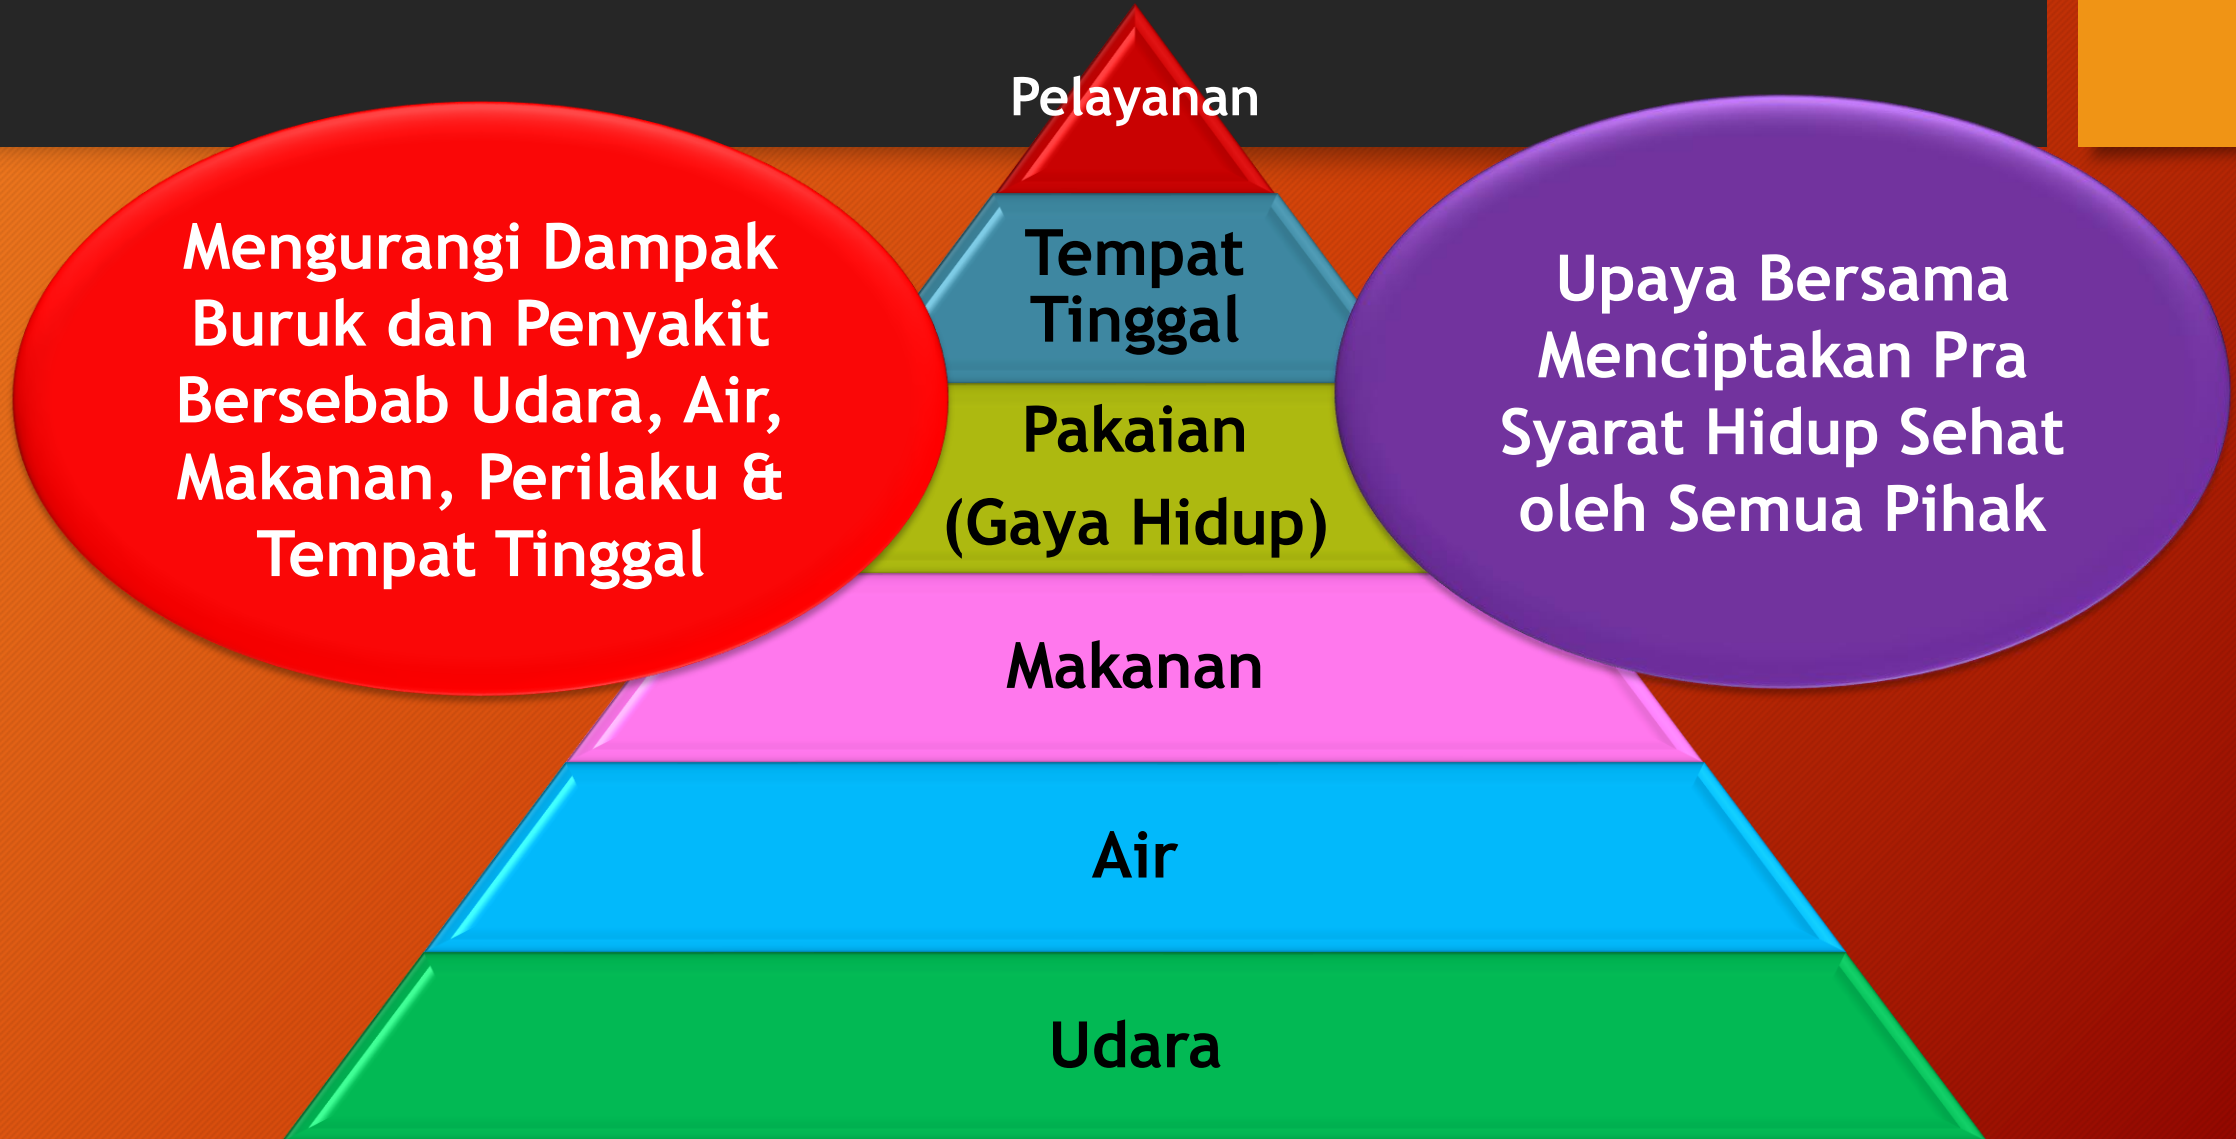 Pelayanan
Mengurangi Dampak
Buruk dan Penyakit
Bersebab Udara, Air,
Makanan, Perilaku &
Tempat Tinggal
Tempat
Tinggal
Pakaian
(Gaya Hidup)
Makanan
Air
Udara
Upaya Bersama
Menciptakan Pra
Syarat Hidup Sehat
oleh Semua Pihak